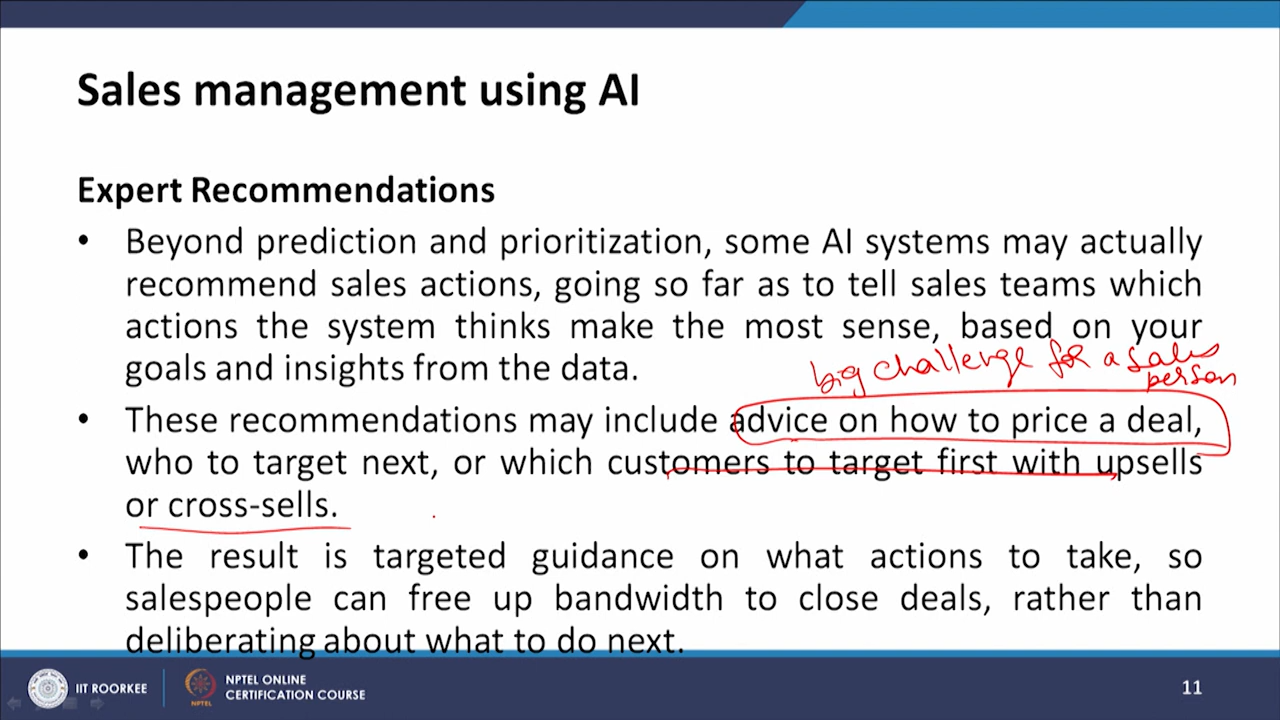 Sales management using AI
Expert Recommendations
• Beyond prediction and prioritization, some AI systems may actually
recommend sales actions, going so far as to tell sales teams which
actions the system thinks make the most sense, based on your
goals and insights from the data.
big challenge for a sales
person
• These recommendations may include advice on how to price a deal,
who to target next, or which customers to target first with upsells
or cross-sells.
• The result is targeted guidance on what actions to take, so
salespeople can free up bandwidth to close deals, rather than
deliberating about what to do next.
IIT ROORKEE
NPTEL ONLINE
CERTIFICATION COURSE
NPTEL
11